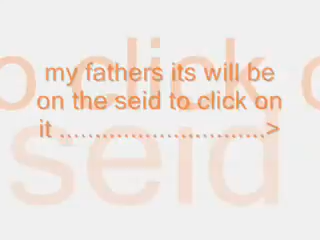 o click o
my fathers its will be
on the seid to click on
it ..............................>
seid